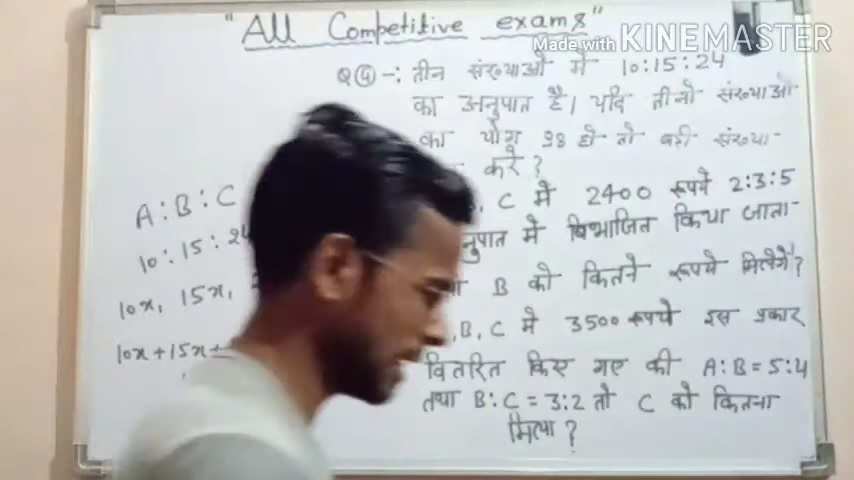 "All Competitive exams"
Made with KINEMASTER
Q④-: तीन संख्याओ मे 10:15:24
का अनुपात है। यदि तीनो संख्याओ
का योग 98 हो तो बड़ी संख्या-
करे?
C में 2400 रूपये 2:3:5
नुपात में विभाजित किया जाता-
B को कितने रूपये मिलेगे?
,B,C मे 3500 रूपये इस प्रकार
वितरित किए गए की A:B=5:4
तथा B:C=3:2 तो C को कितना
मिला?
A:B:C
10:15:24
10x, 15x,
10x+15x+